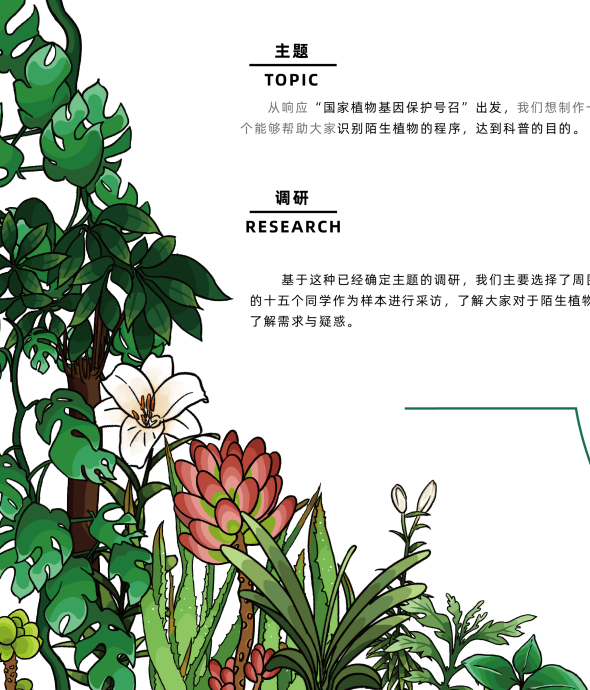 主题
TOPIC
从响应“国家植物基因保护号召”出发，我们想制作一
个能够帮助大家识别陌生植物的程序，达到科普的目的。
调研
RESEARCH
基于这种已经确定主题的调研，我们主要选择了周围
的十五个同学作为样本进行采访，了解大家对于陌生植物
了解需求与疑惑。